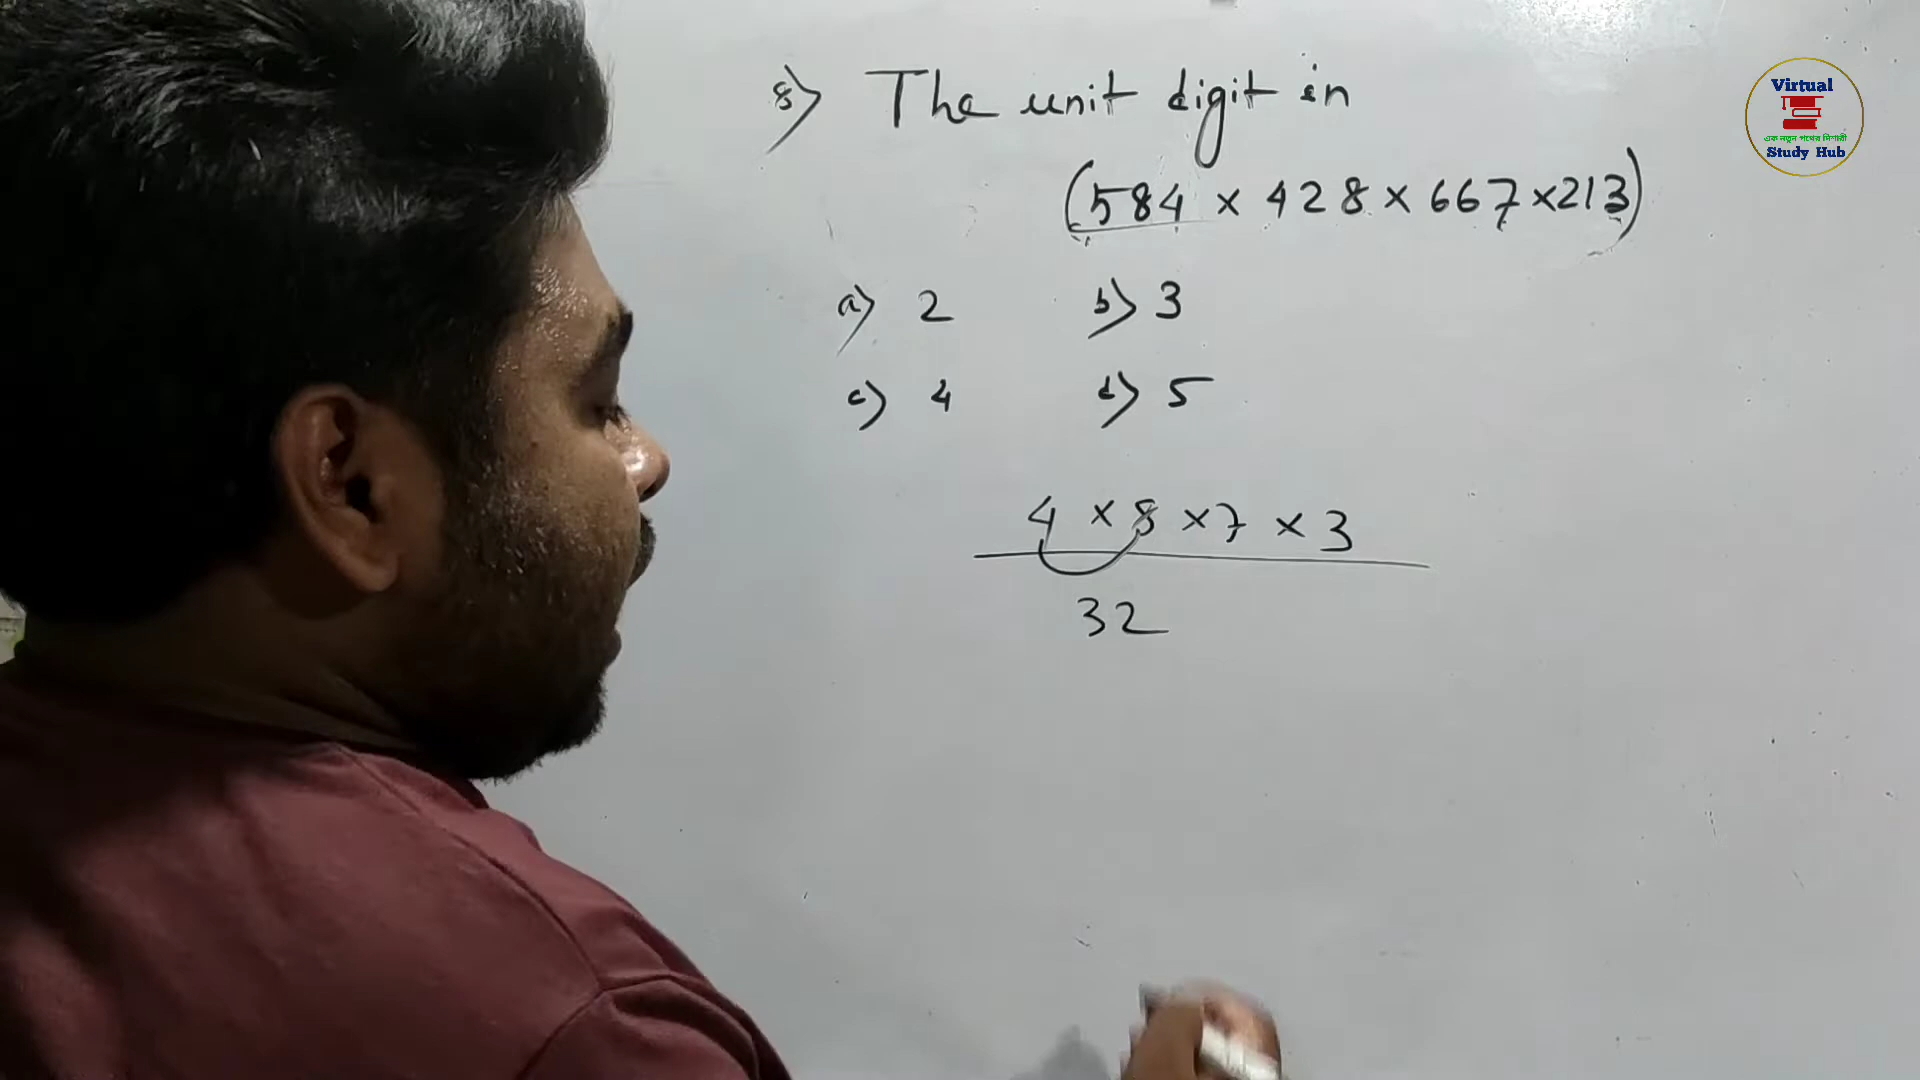 8) The unit digit in
(584 × 428 × 667 × 213)
a) 2 b) 3
c) 4 d) 5
4 × 8 × 7 × 3
32
Virtual
এক নতুন পথের দিশারী
Study Hub